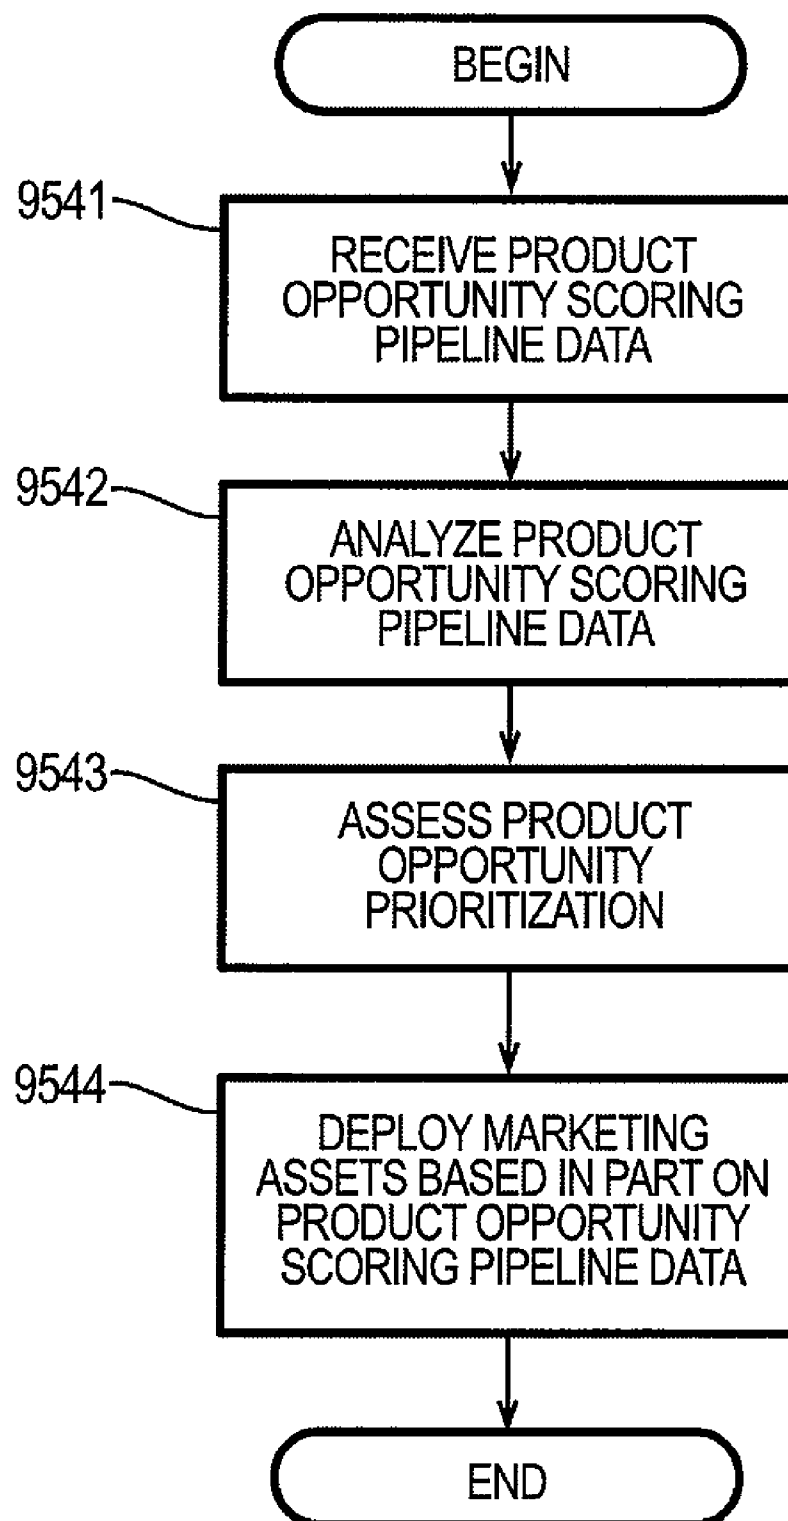 BEGIN
9541
RECEIVE PRODUCT
OPPORTUNITY SCORING
PIPELINE DATA
9542
ANALYZE PRODUCT
OPPORTUNITY SCORING
PIPELINE DATA
9543
ASSESS PRODUCT
OPPORTUNITY
PRIORITIZATION
9544
DEPLOY MARKETING
ASSETS BASED IN PART ON
PRODUCT OPPORTUNITY
SCORING PIPELINE DATA
END